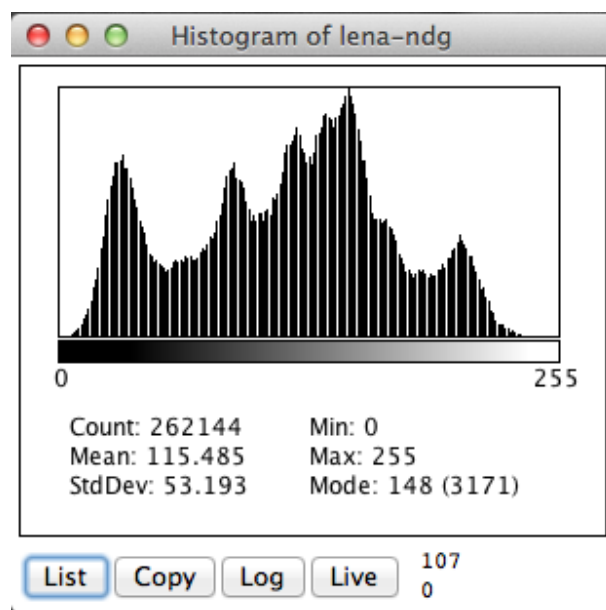 Histogram of lena-ndg
0 255
Count: 262144 Min: 0
Mean: 115.485 Max: 255
StdDev: 53.193 Mode: 148 (3171)
List Copy Log Live 107
0